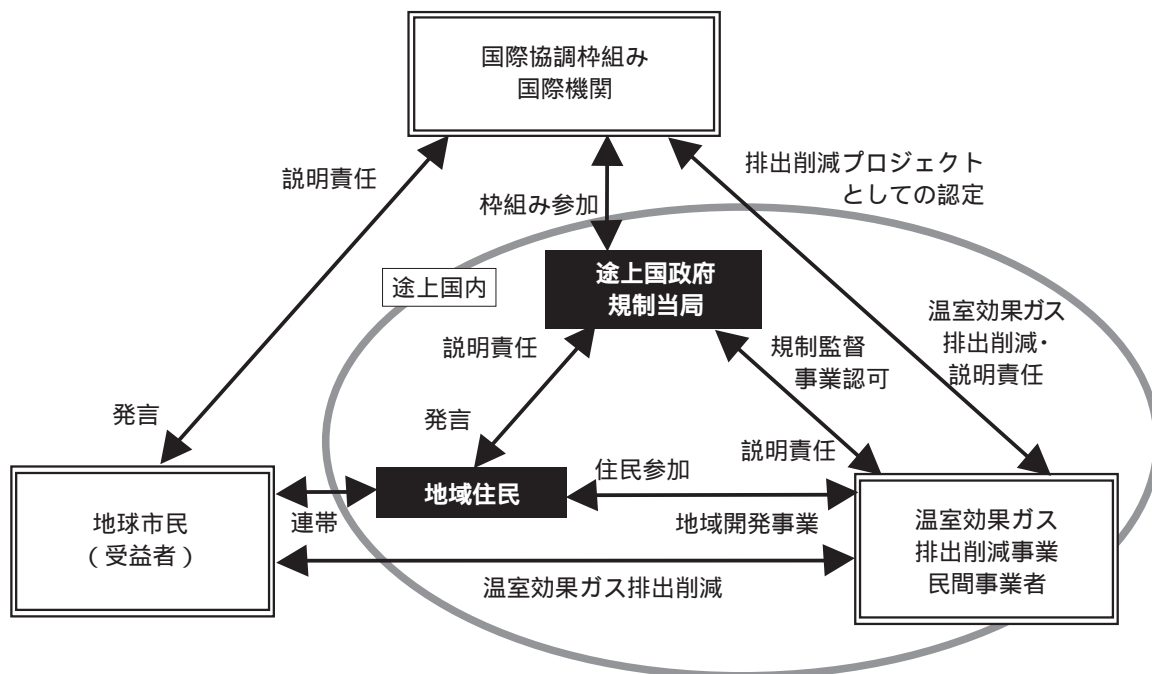 国際協調枠組み
国際機関
説明責任
排出削減プロジェクト
としての認定
枠組み参加
途上国政府
規制当局
途上国内
説明責任
規制監督
事業認可
温室効果ガス
排出削減・
説明責任
発言
発言
説明責任
住民参加
地域住民
連帯
地域開発事業
地球市民
（受益者）
温室効果ガス
排出削減事業
民間事業者
温室効果ガス排出削減